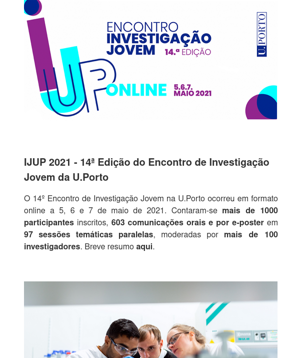 ENCONTRO
INVESTIGAÇÃO
JOVEM 14.ª EDIÇÃO
U.PORTO
IJUP
ONLINE 5.6.7.
MAIO 2021
IJUP 2021 - 14ª Edição do Encontro de Investigação
Jovem da U.Porto
O 14º Encontro de Investigação Jovem na U.Porto ocorreu em formato
online a 5, 6 e 7 de maio de 2021. Contaram-se mais de 1000
participantes inscritos, 603 comunicações orais e por e-poster em
97 sessões temáticas paralelas, moderadas por mais de 100
investigadores. Breve resumo aqui.